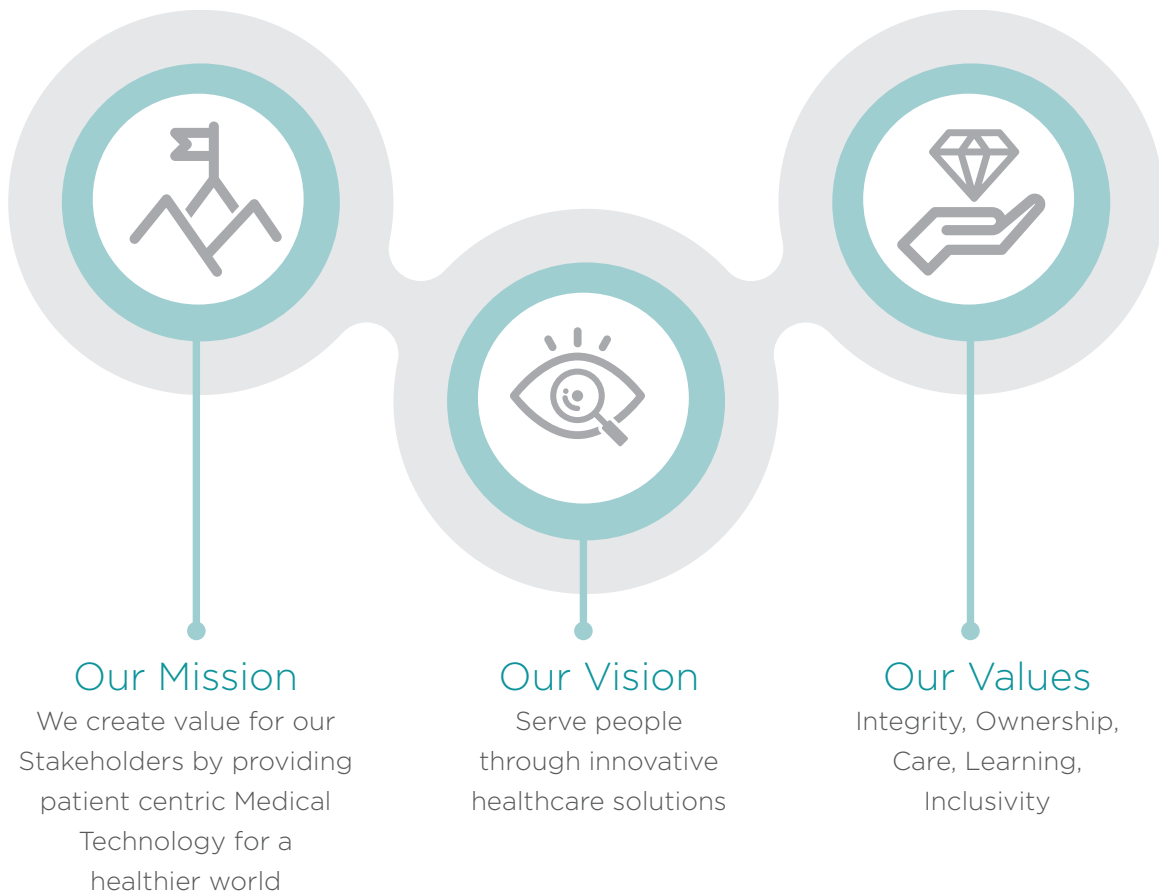 Our Mission
We create value for our
Stakeholders by providing
patient centric Medical
Technology for a
healthier world
Our Vision
Serve people
through innovative
healthcare solutions
Our Values
Integrity, Ownership,
Care, Learning,
Inclusivity